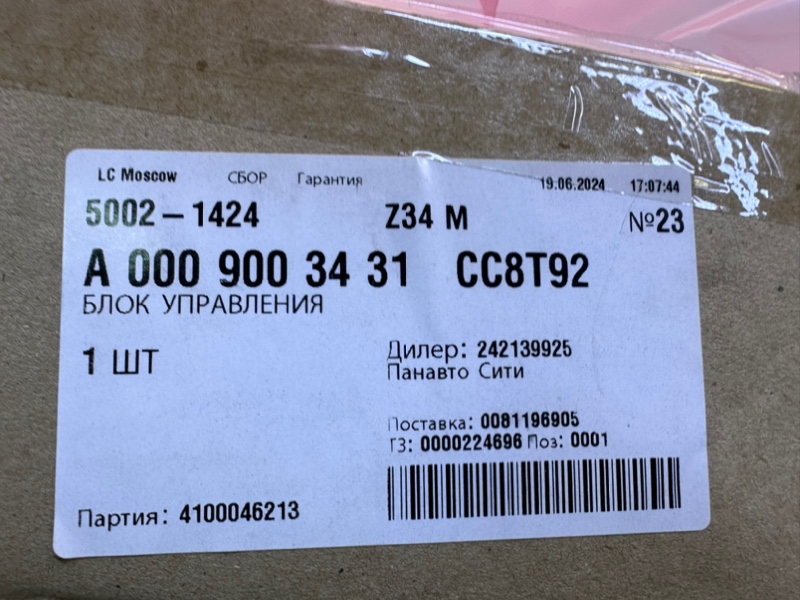 LC Moscow СБОР Гарантия 19.06.2024 17:07:44
5002-1424 Z34 M №23
A 000 900 34 31 CC8T92
БЛОК УПРАВЛЕНИЯ
1 ШТ
Дилер: 242139925
Панавто Сити
Поставка: 0081196905
ТЗ: 0000224696 Поз: 0001
Партия: 4100046213